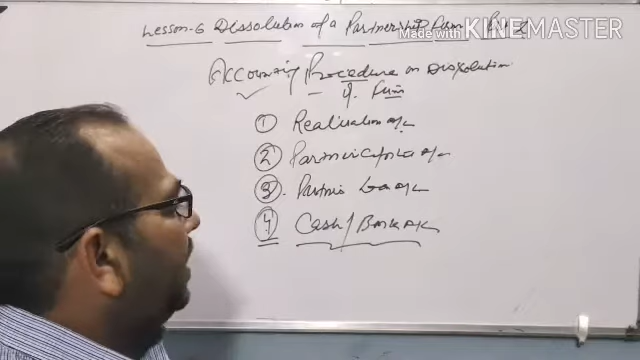 Lesson-6 Dissolution of a Partnership Firm Part-I
Made with KINEMASTER
Accounting Procedure on Dissolution
of Firm
① Realisation A/c
② Partner's Capital A/c
③ Partner's Loan A/c
④ Cash/Bank A/c